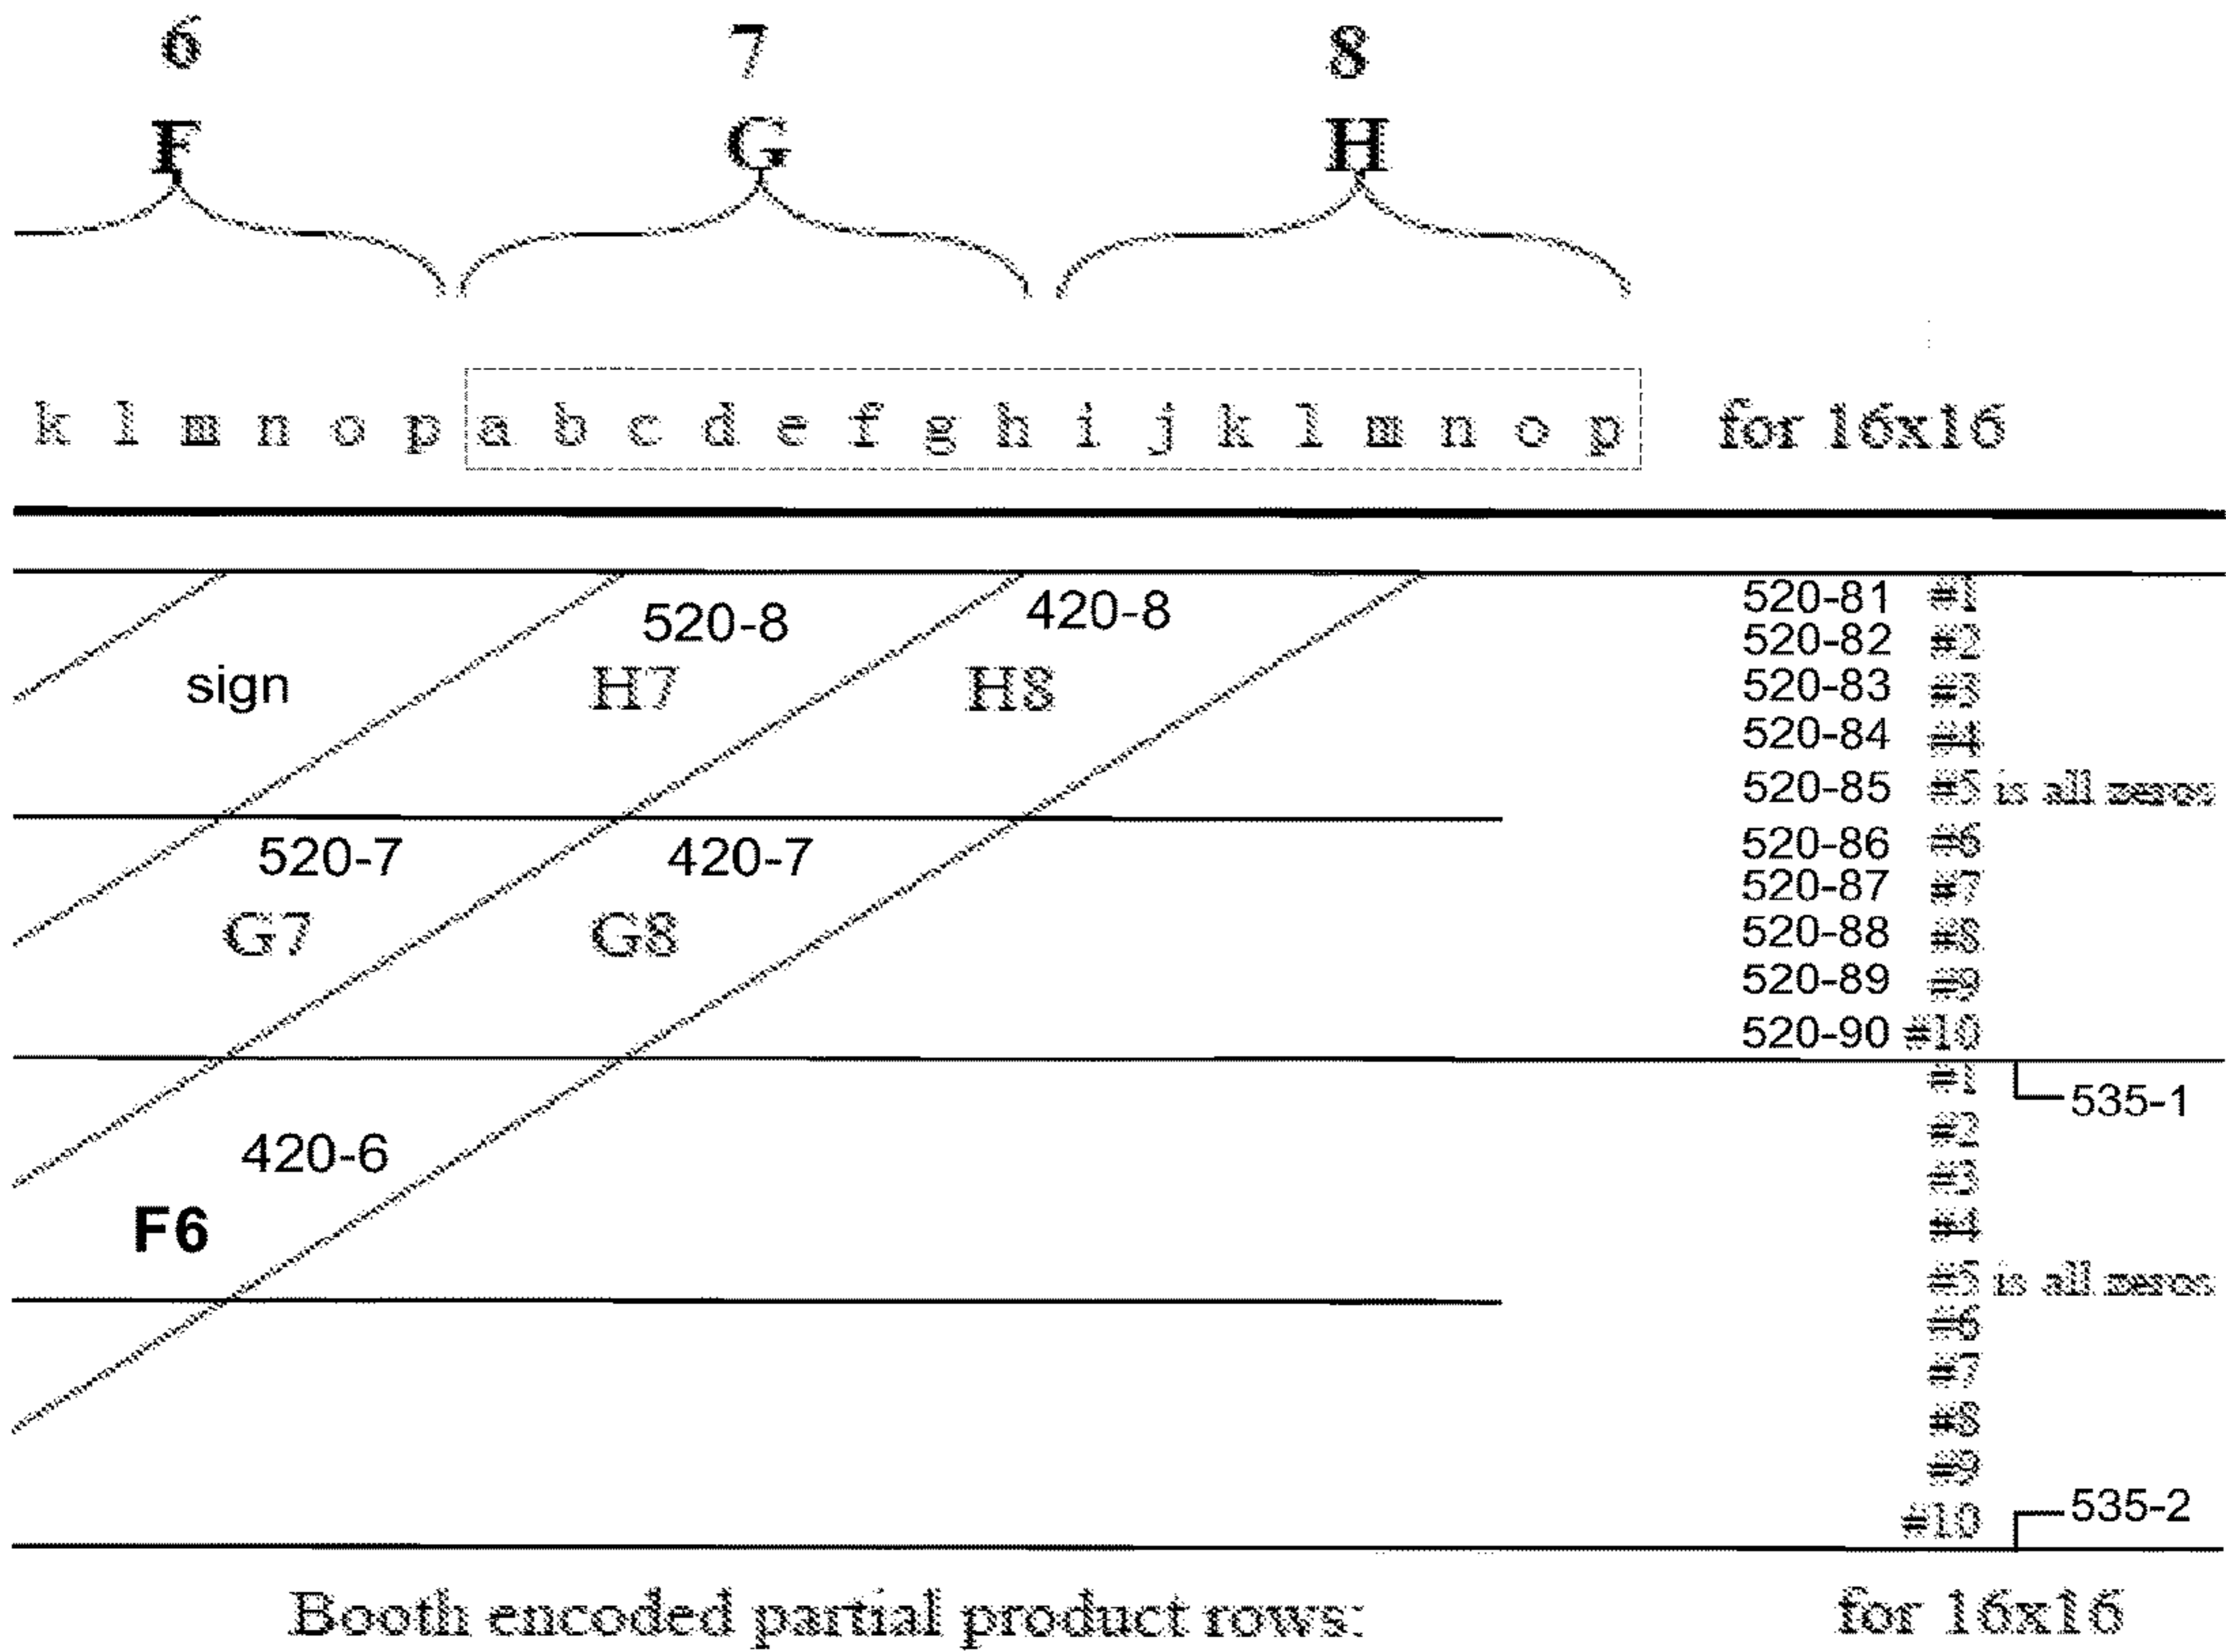 6 7 8
F G H
k l m n o p a b c d e f g h i j k l m n o p for 16x16
520-8 420-8 520-81 #1
520-82 #2
sign H7 H8 520-83 #3
520-84 #4
520-85 #5 is all zeros
520-7 420-7 520-86 #6
520-87 #7
G7 G8 520-88 #8
520-89 #9
520-90 #10
#1 535-1
#2
420-6 #3
F6 #4
#5 is all zeros
#6
#7
#8
#9
#10 535-2
Booth encoded partial product rows: for 16x16